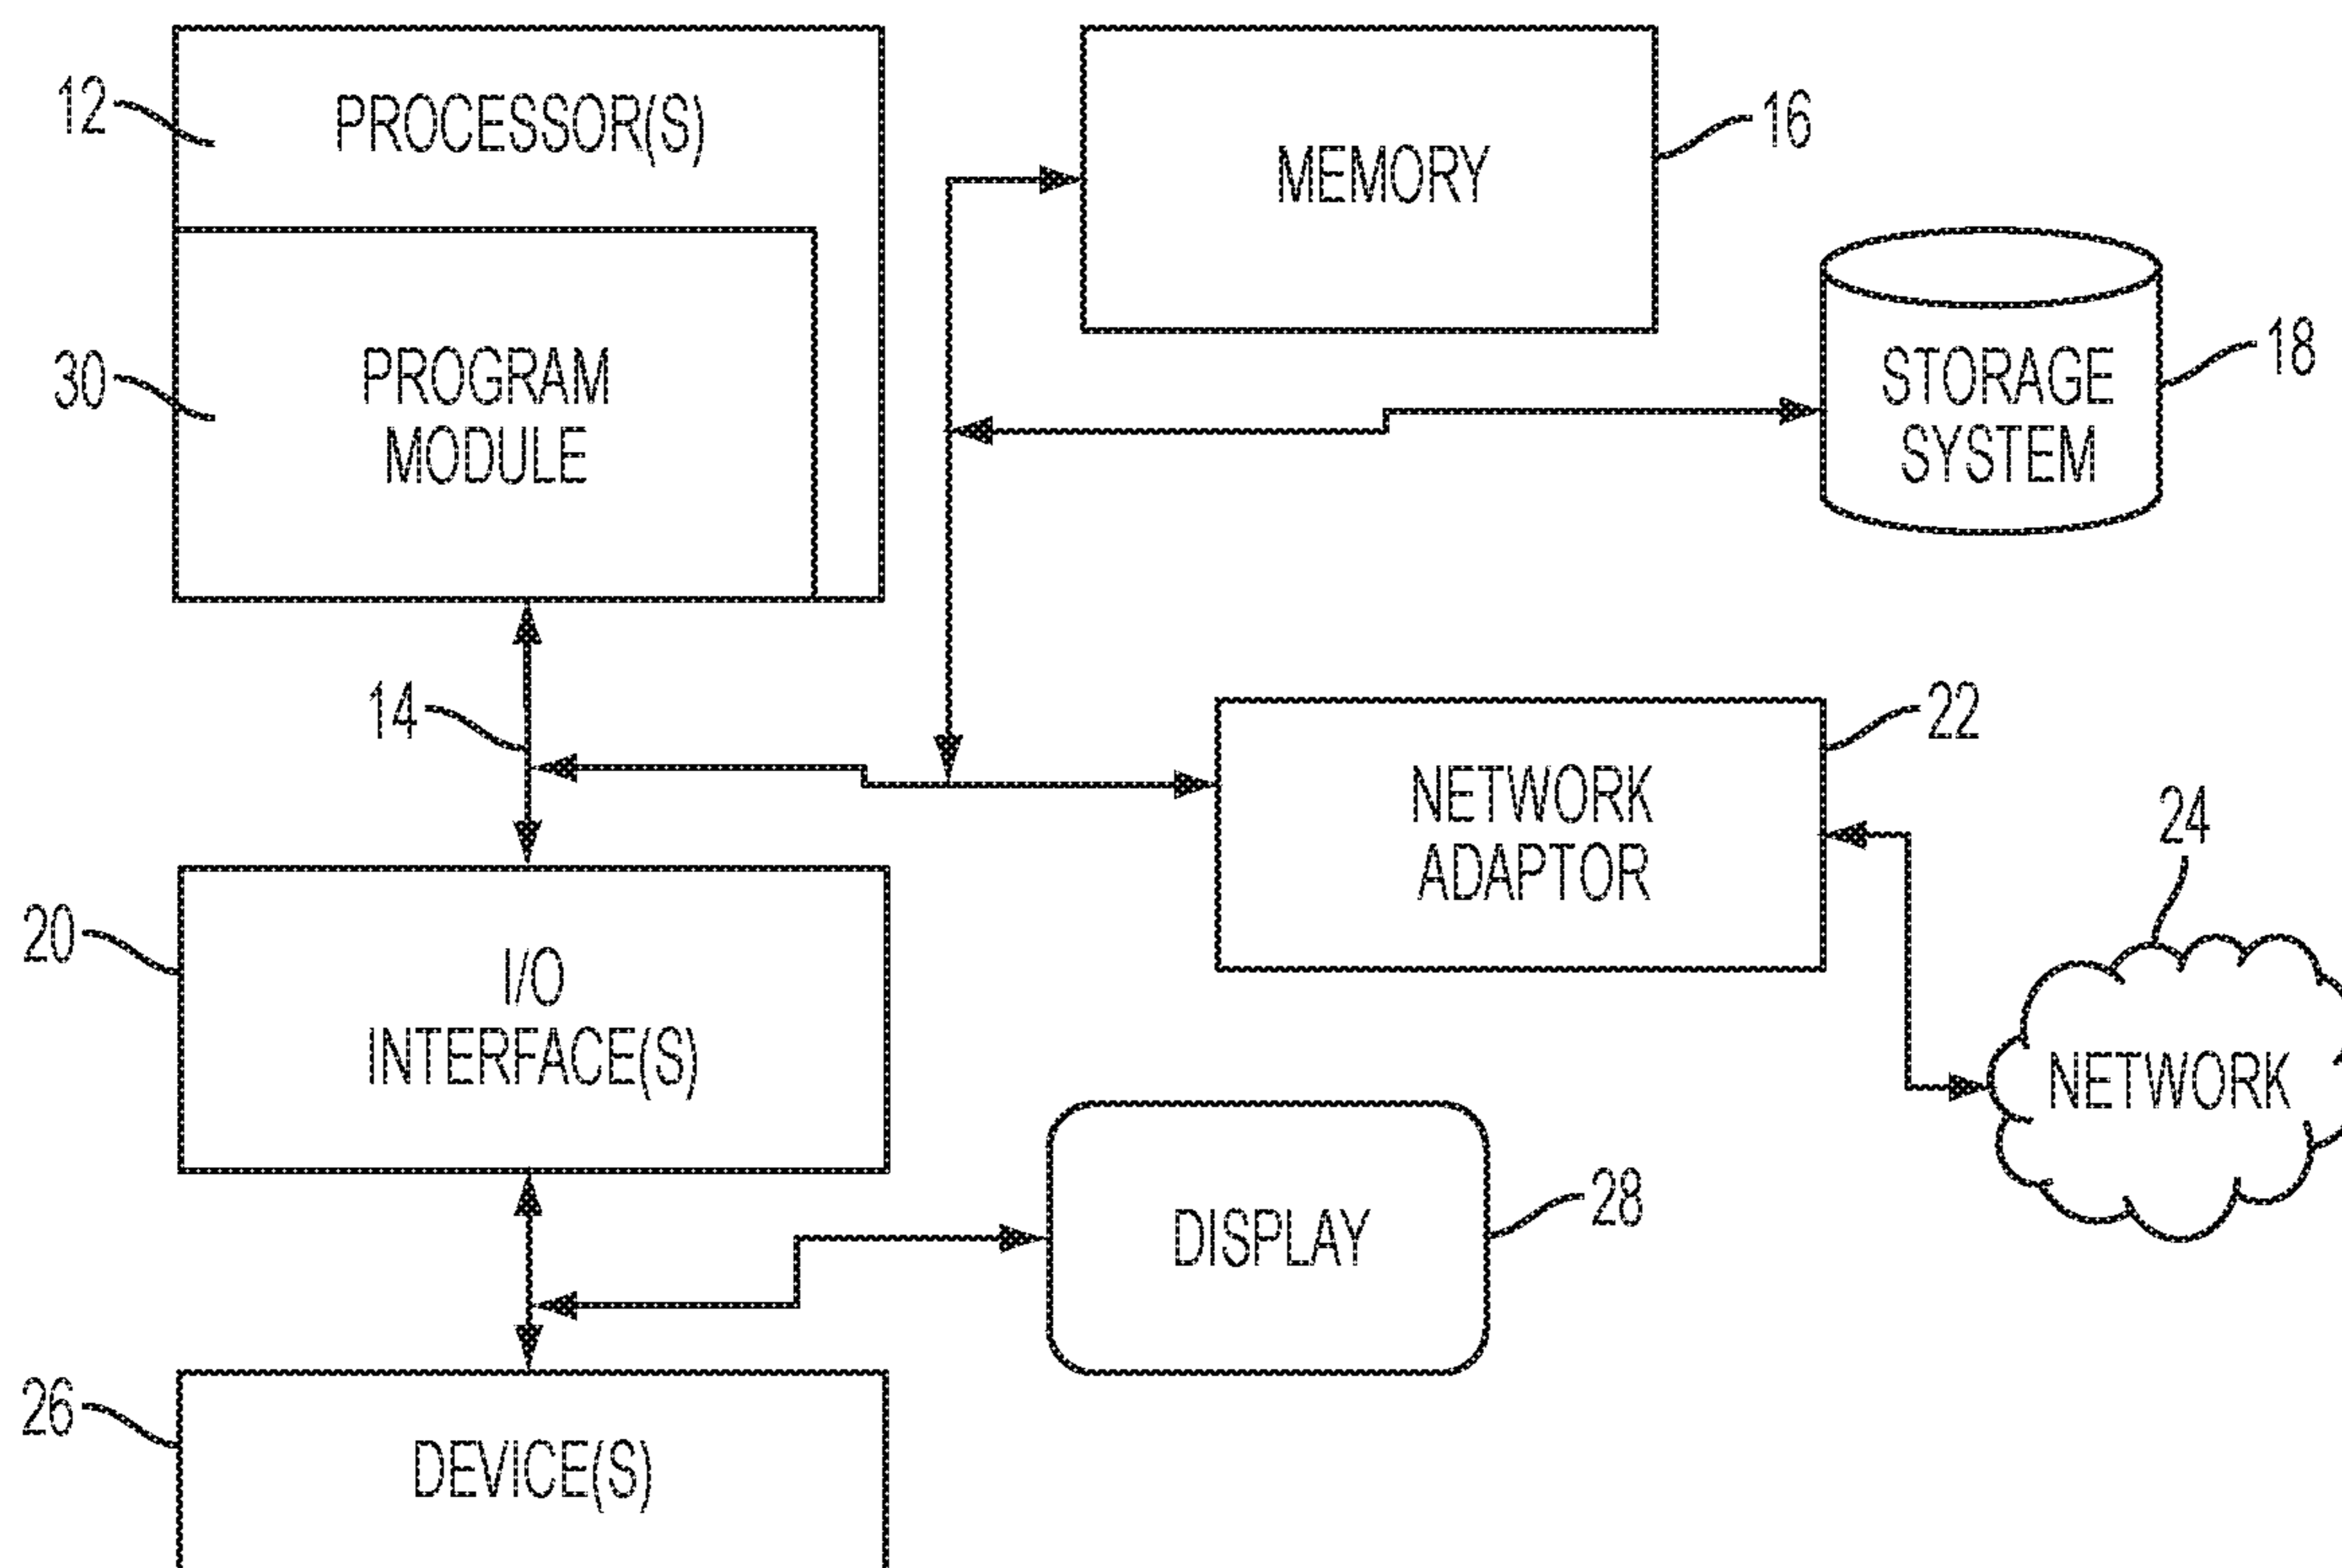 12
PROCESSOR(S)
MEMORY
16
30
PROGRAM
MODULE
STORAGE
SYSTEM
18
14
22
NETWORK
ADAPTOR
24
20
I/O
INTERFACE(S)
NETWORK
DISPLAY
28
26
DEVICE(S)